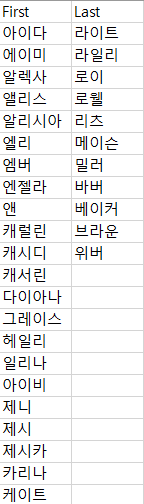 First Last
아이다 라이트
에이미 라일리
알렉사 로이
앨리스 로웰
알리시아 리즈
엘리 메이슨
엠버 밀러
엔젤라 바버
앤 베이커
캐럴린 브라운
캐시디 위버
캐서린
다이아나
그레이스
헤일리
일리나
아이비
제니
제시
제시카
카리나
케이트